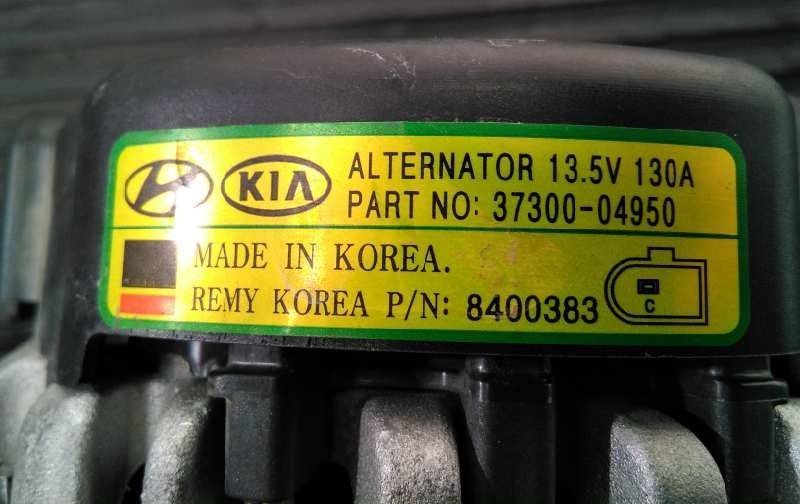 KIA ALTERNATOR 13.5V 130A
PART NO: 37300-04950
MADE IN KOREA.
REMY KOREA P/N: 8400383
C